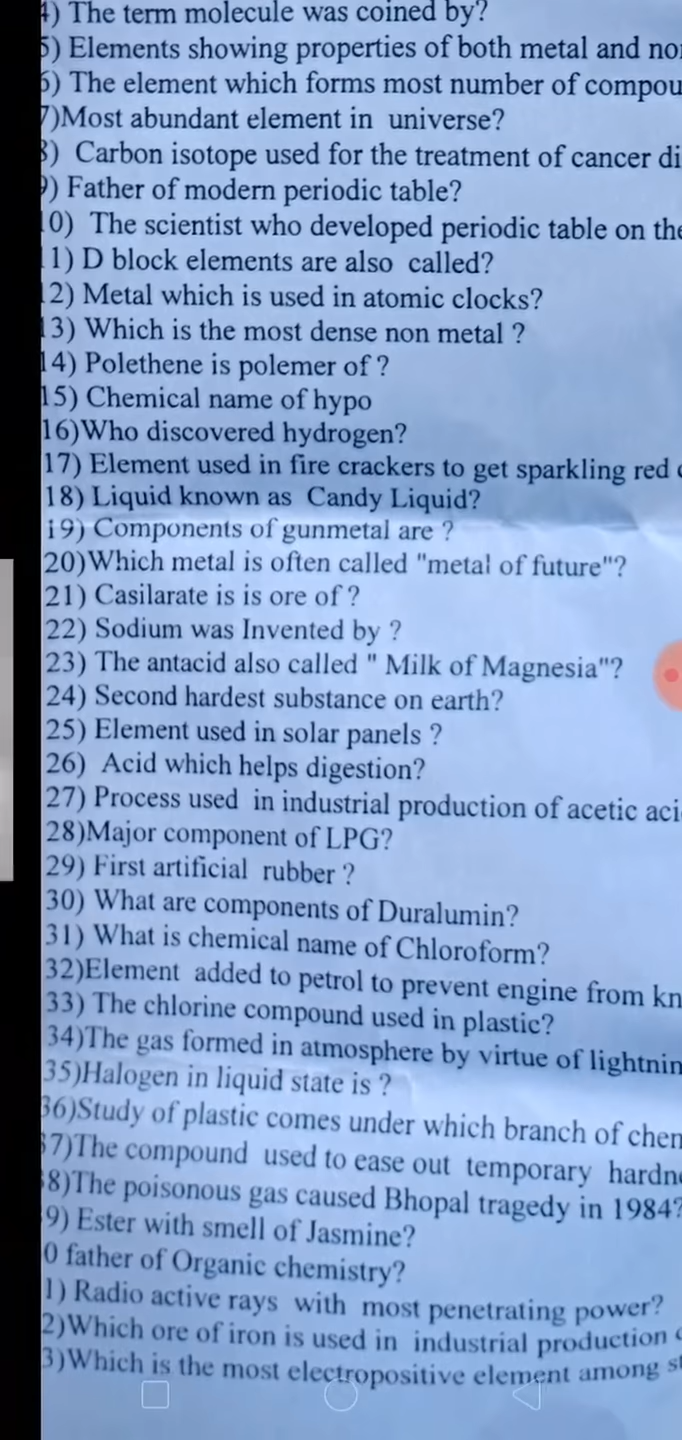 4) The term molecule was coined by?
5) Elements showing properties of both metal and no
6) The element which forms most number of compou
7)Most abundant element in universe?
8) Carbon isotope used for the treatment of cancer di
9) Father of modern periodic table?
10) The scientist who developed periodic table on the
11) D block elements are also called?
12) Metal which is used in atomic clocks?
13) Which is the most dense non metal ?
14) Polethene is polemer of ?
15) Chemical name of hypo
16)Who discovered hydrogen?
17) Element used in fire crackers to get sparkling red
18) Liquid known as Candy Liquid?
19) Components of gunmetal are ?
20)Which metal is often called "metal of future"?
21) Casilarate is is ore of ?
22) Sodium was Invented by ?
23) The antacid also called " Milk of Magnesia"?
24) Second hardest substance on earth?
25) Element used in solar panels ?
26) Acid which helps digestion?
27) Process used in industrial production of acetic aci
28)Major component of LPG?
29) First artificial rubber ?
30) What are components of Duralumin?
31) What is chemical name of Chloroform?
32)Element added to petrol to prevent engine from kn
33) The chlorine compound used in plastic?
34)The gas formed in atmosphere by virtue of lightnin
35)Halogen in liquid state is ?
36)Study of plastic comes under which branch of chem
37)The compound used to ease out temporary hardne
8)The poisonous gas caused Bhopal tragedy in 1984?
9) Ester with smell of Jasmine?
0 father of Organic chemistry?
1) Radio active rays with most penetrating power?
2)Which ore of iron is used in industrial production
3)Which is the most electropositive element among st